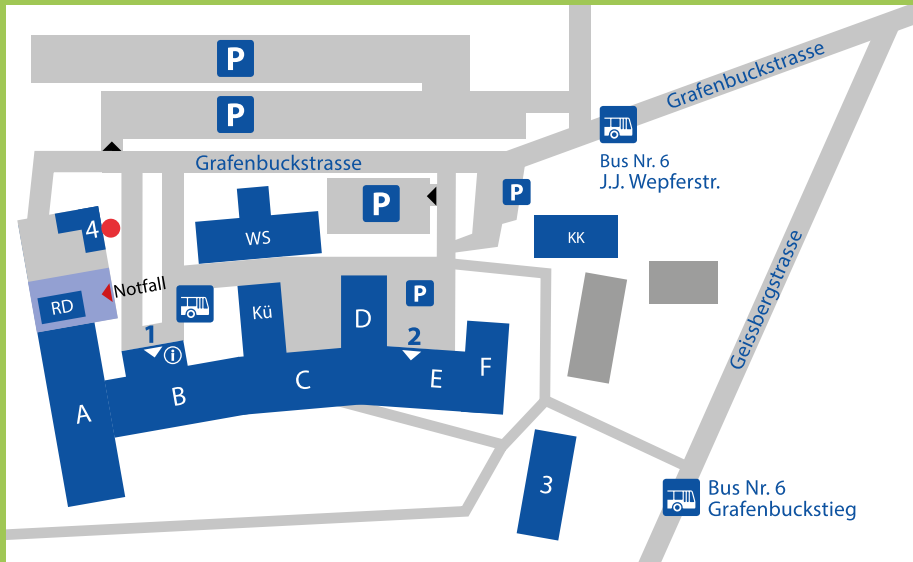 P
P
Grafenbuckstrasse
Bus Nr. 6
J.J. Wepferstr.
Grafenbuckstrasse
P
P
4
WS
KK
Notfall
RD
Kü
P
D
1
i
2
F
A
B
C
E
Geissbergstrasse
3
Bus Nr. 6
Grafenbuckstieg